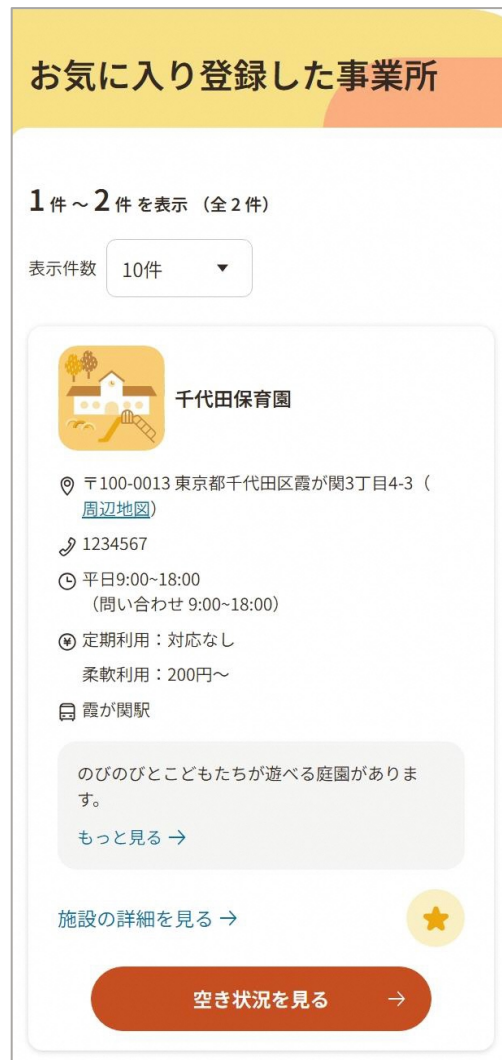 お気に入り登録した事業所
1 件 ~ 2 件 を表示 （全 2 件）
表示件数 10件
千代田保育園
〒100-0013 東京都千代田区霞が関3丁目4-3（
周辺地図）
1234567
平日9:00~18:00
（問い合わせ 9:00~18:00）
定期利用：対応なし
柔軟利用：200円～
霞が関駅
のびのびとこどもたちが遊べる庭園がありま
す。
もっと見る →
施設の詳細を見る →
空き状況を見る →